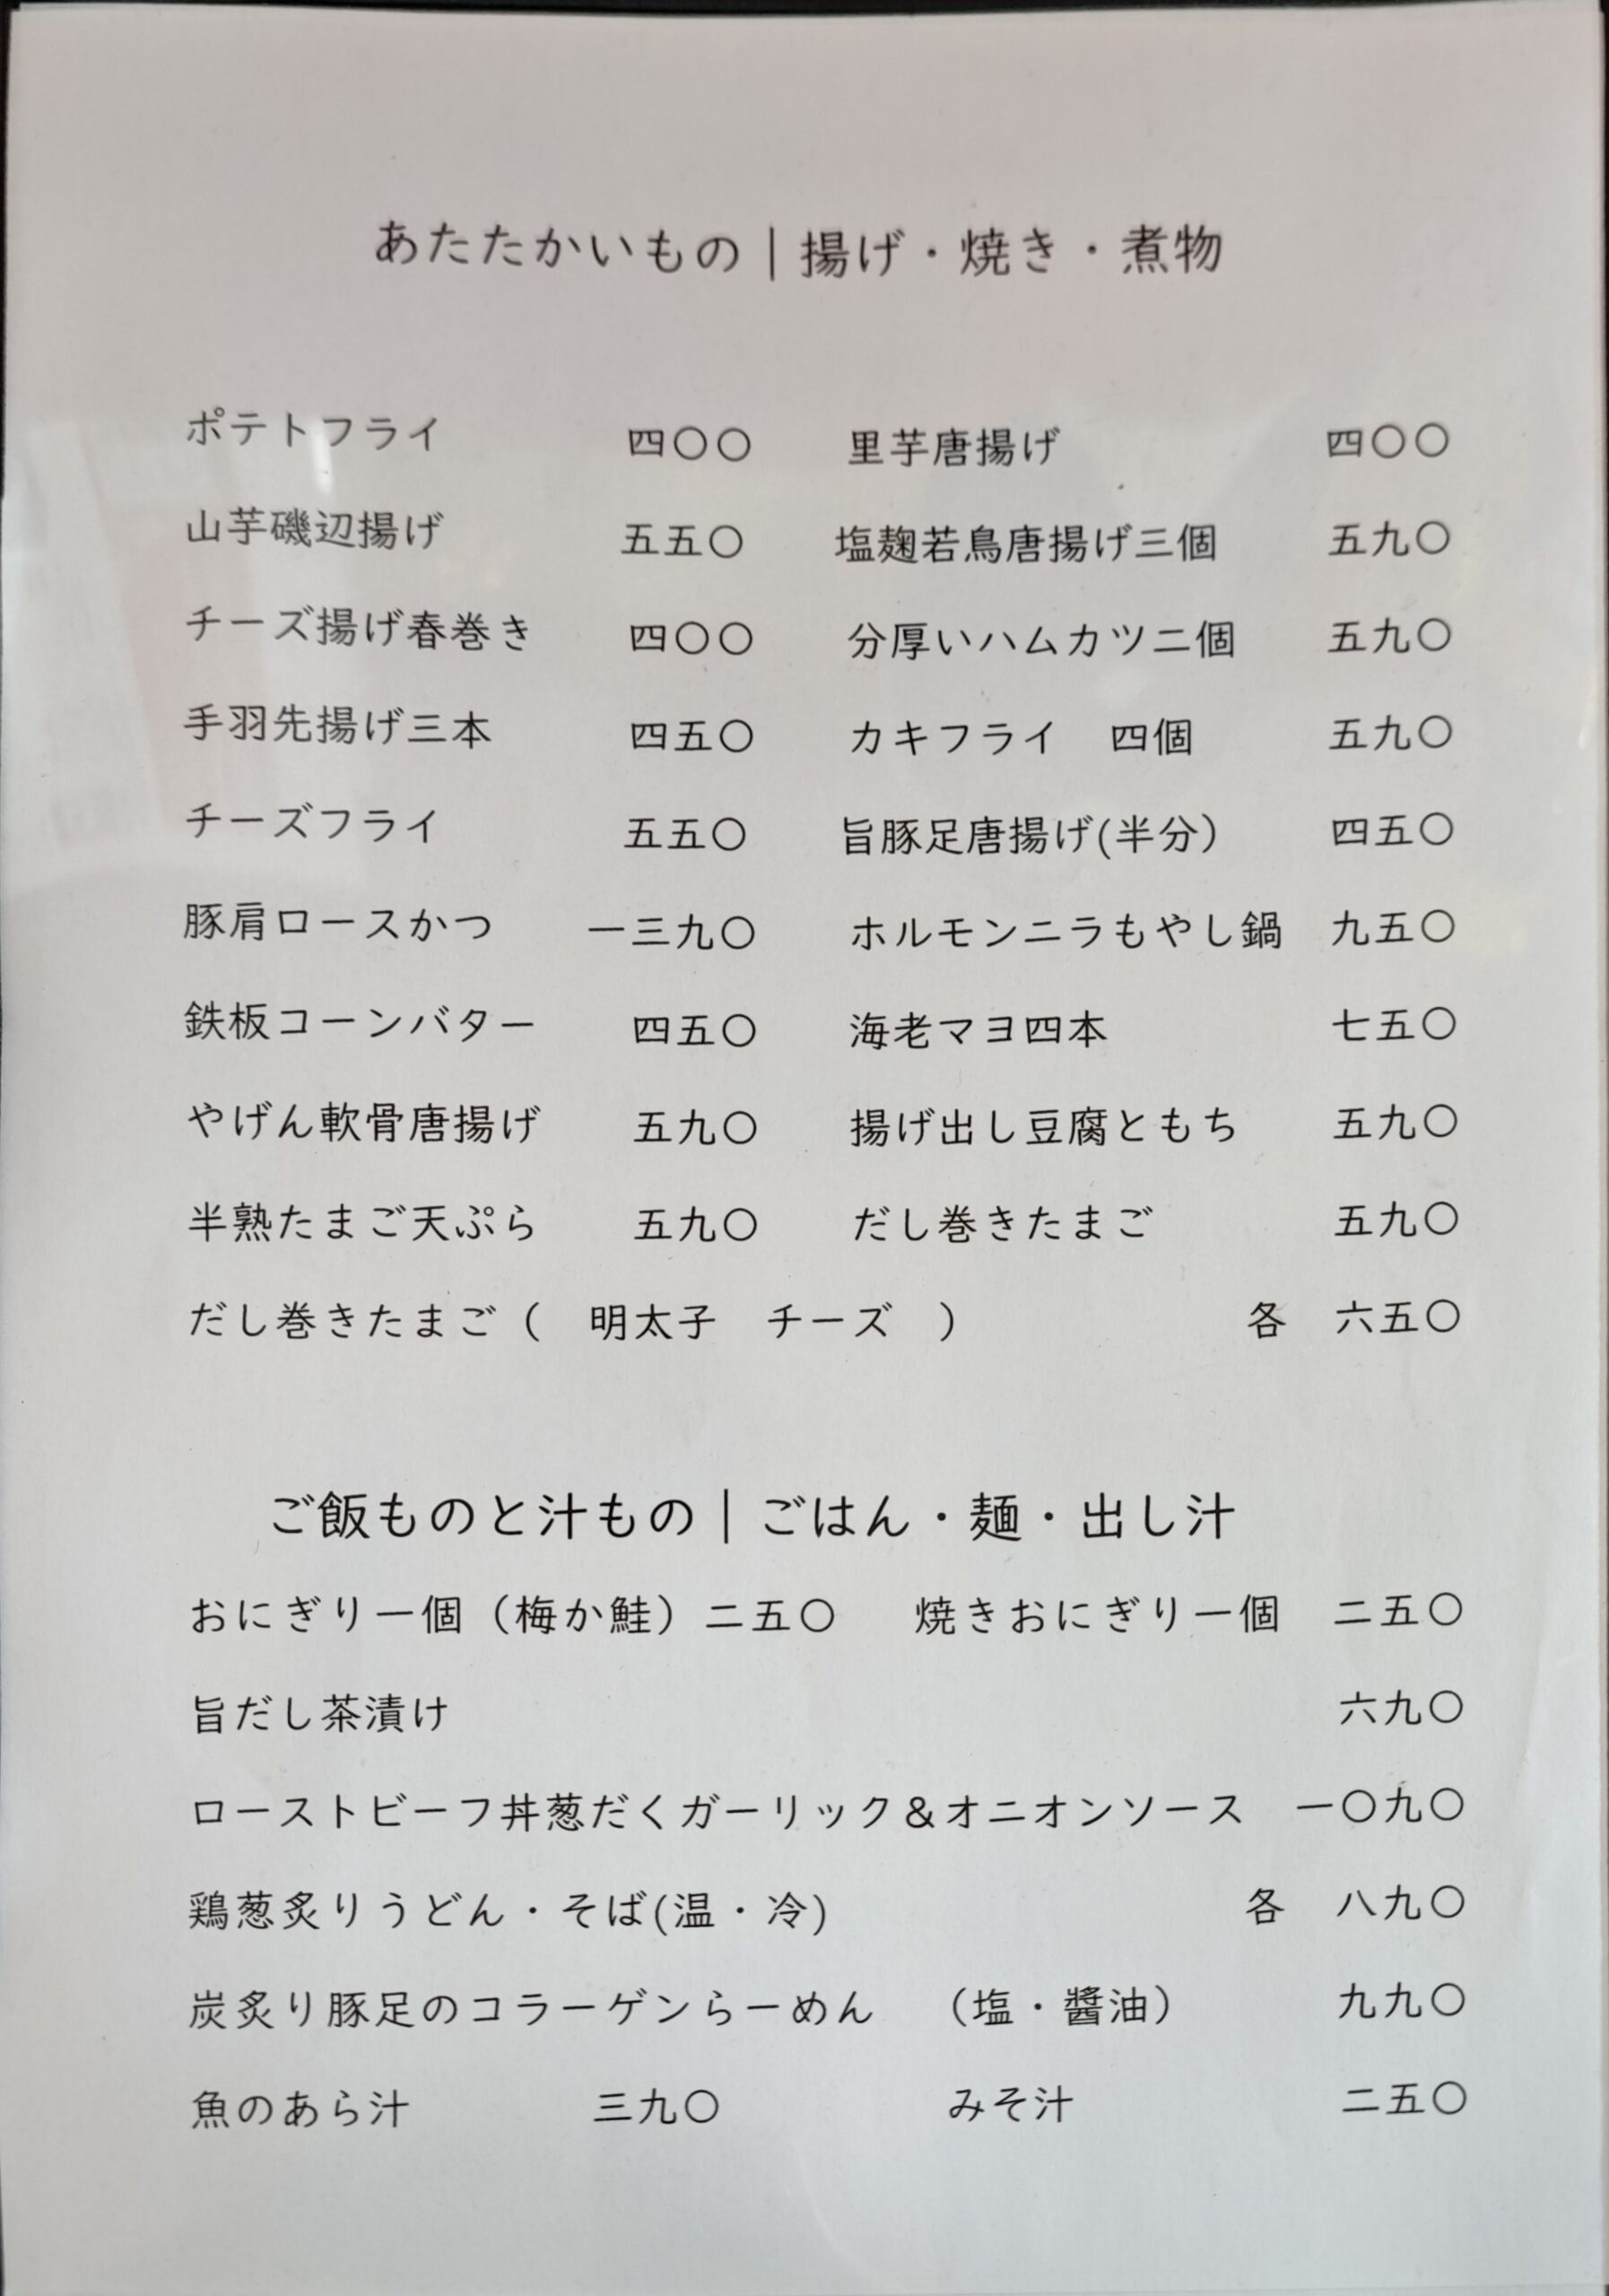 あたたかいもの｜揚げ・焼き・煮物
ポテトフライ 四〇〇 里芋唐揚げ 四〇〇
山芋磯辺揚げ 五五〇 塩麹若鳥唐揚げ三個 五九〇
チーズ揚げ春巻き 四〇〇 分厚いハムカツ二個 五九〇
手羽先揚げ三本 四五〇 カキフライ 四個 五九〇
チーズフライ 五五〇 旨豚足唐揚げ(半分） 四五〇
豚肩ロースかつ 一三九〇 ホルモンニラもやし鍋 九五〇
鉄板コーンバター 四五〇 海老マヨ四本 七五〇
やげん軟骨唐揚げ 五九〇 揚げ出し豆腐ともち 五九〇
半熟たまご天ぷら 五九〇 だし巻きたまご 五九〇
だし巻きたまご（ 明太子 チーズ ） 各 六五〇
ご飯ものと汁もの｜ごはん・麺・出し汁
おにぎり一個（梅か鮭）二五〇 焼きおにぎり一個 二五〇
旨だし茶漬け 六九〇
ローストビーフ丼葱だくガーリック＆オニオンソース 一〇九〇
鶏葱炙りうどん・そば(温・冷) 各 八九〇
炭炙り豚足のコラーゲンらーめん （塩・醬油） 九九〇
魚のあら汁 三九〇 みそ汁 二五〇